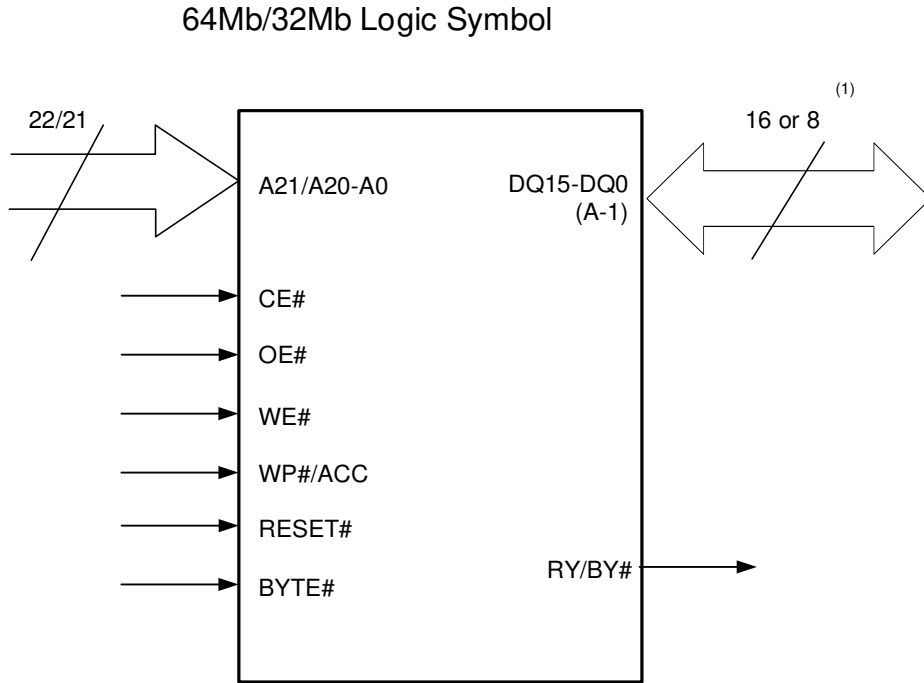 64Mb/32Mb Logic Symbol
22/21
16 or 8 (1)
A21/A20-A0
DQ15-DQ0
(A-1)
CE#
OE#
WE#
WP#/ACC
RESET#
RY/BY#
BYTE#